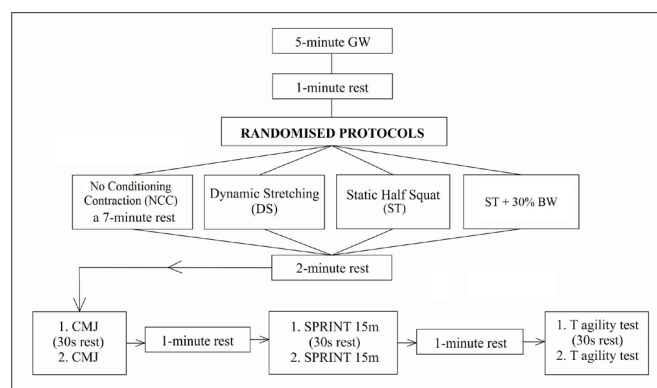 5-minute GW
1-minute rest
RANDOMISED PROTOCOLS
No Conditioning
Contraction (NCC)
a 7-minute rest
Dynamic Stretching
(DS)
Static Half Squat
(ST)
ST + 30% BW
2-minute rest
1. CMJ
(30s rest)
2. CMJ
1-minute rest
1. SPRINT 15m
(30s rest)
2. SPRINT 15m
1-minute rest
1. T agility test
(30s rest)
2. T agility test